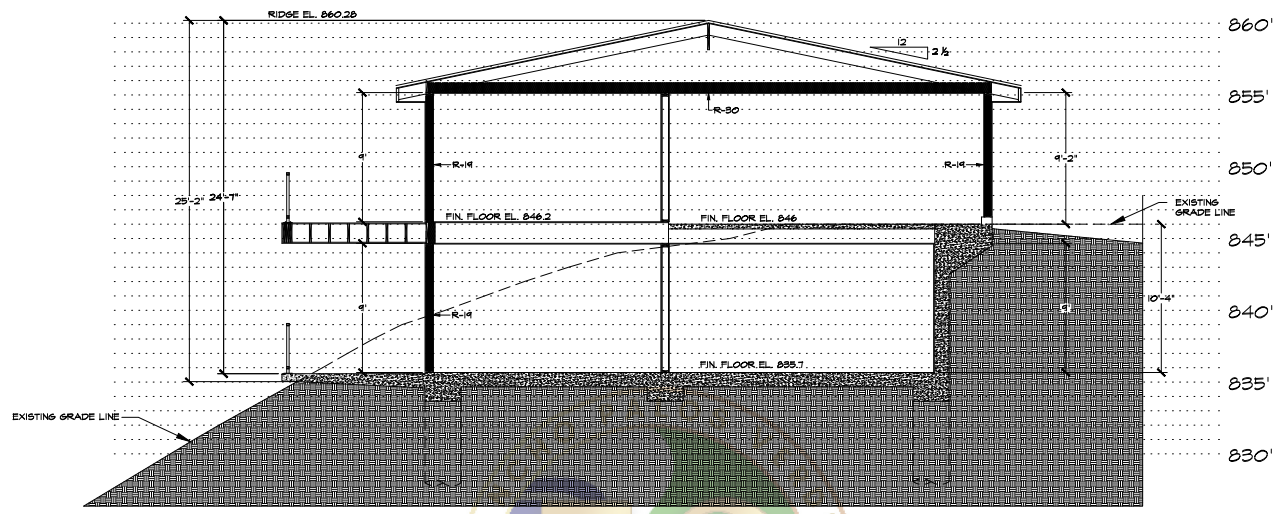 RIDGE EL. 860.28
860'
12
2 ½
855'
R-30
9'
R-19
R-19
9'-2"
850'
25'-2"
24'-7"
EXISTING
GRADE LINE
FIN. FLOOR EL. 846.2
FIN. FLOOR EL. 846
845'
9'
R-19
9'
10'-4"
840'
FIN. FLOOR EL. 835.7
835'
EXISTING GRADE LINE
830'